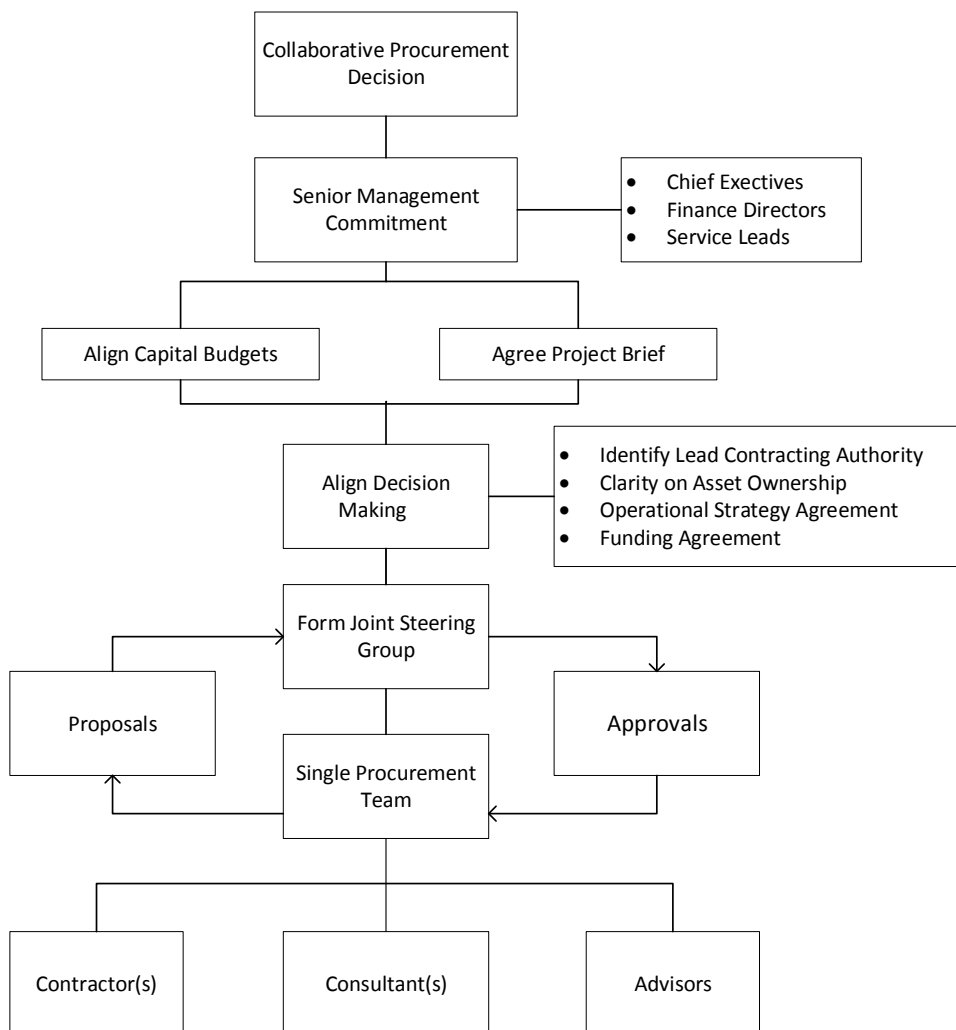 Collaborative Procurement
Decision
Senior Management
Commitment
• Chief Exectives
• Finance Directors
• Service Leads
Align Capital Budgets
Agree Project Brief
Align Decision
Making
• Identify Lead Contracting Authority
• Clarity on Asset Ownership
• Operational Strategy Agreement
• Funding Agreement
Form Joint Steering
Group
Proposals
Approvals
Single Procurement
Team
Contractor(s)
Consultant(s)
Advisors